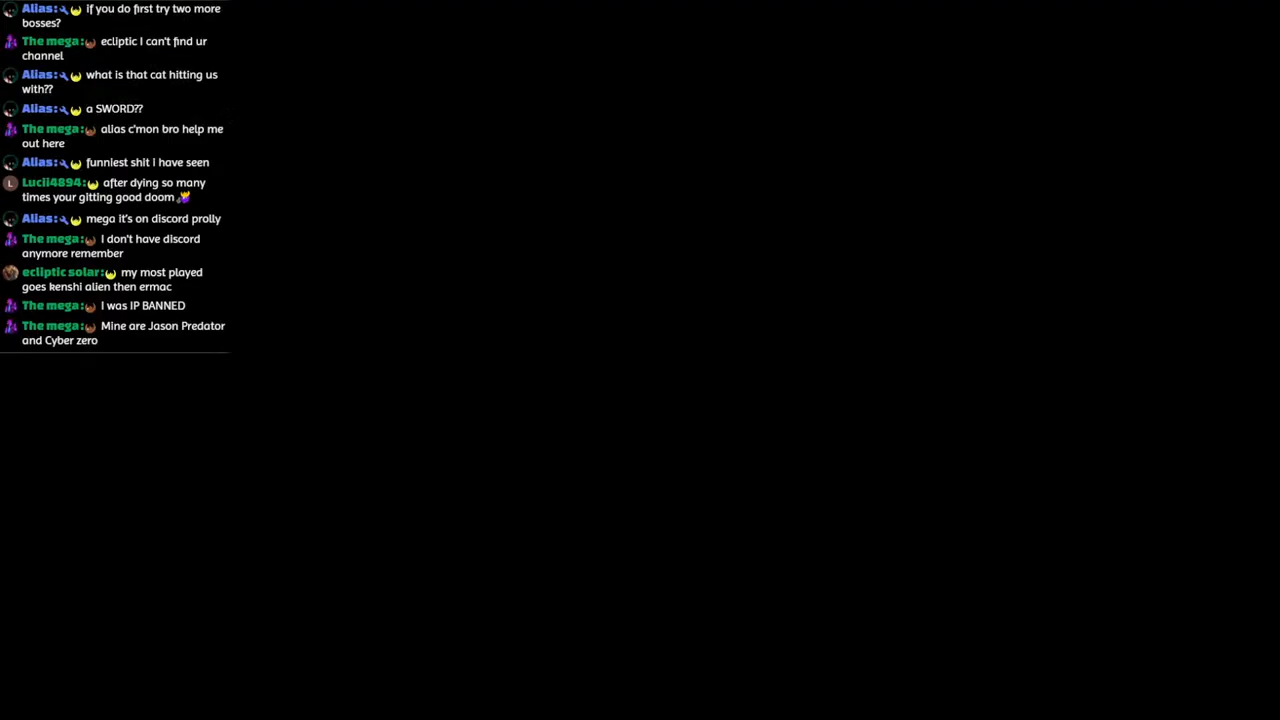 Alias: if you do first try two more
bosses?
The mega: ecliptic I can't find ur
channel
Alias: what is that cat hitting us
with??
Alias: a SWORD??
The mega: alias c'mon bro help me
out here
Alias: funniest shit i have seen
L
Lucii4894: after dying so many
times your gitting good doom🤷‍♀️
Alias: mega it's on discord prolly
The mega: I don't have discord
anymore remember
ecliptic solar: my most played
goes kenshi alien then ermac
The mega: I was IP BANNED
The mega: Mine are Jason Predator
and Cyber zero